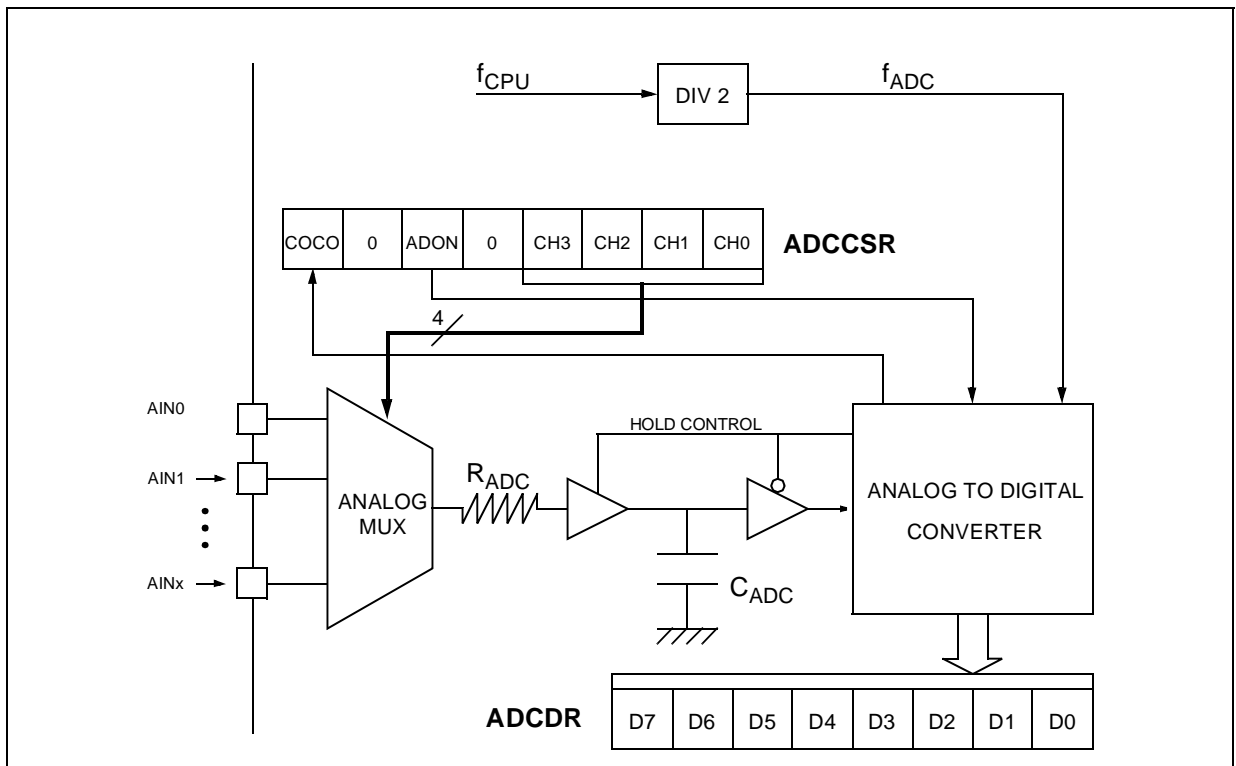 fCPU
DIV 2
fADC
COCO 0 ADON 0 CH3 CH2 CH1 CH0
ADCCSR
4
AIN0
AIN1
AINx
ANALOG
MUX
RADC
HOLD CONTROL
CADC
ANALOG TO DIGITAL
CONVERTER
ADCDR
D7 D6 D5 D4 D3 D2 D1 D0